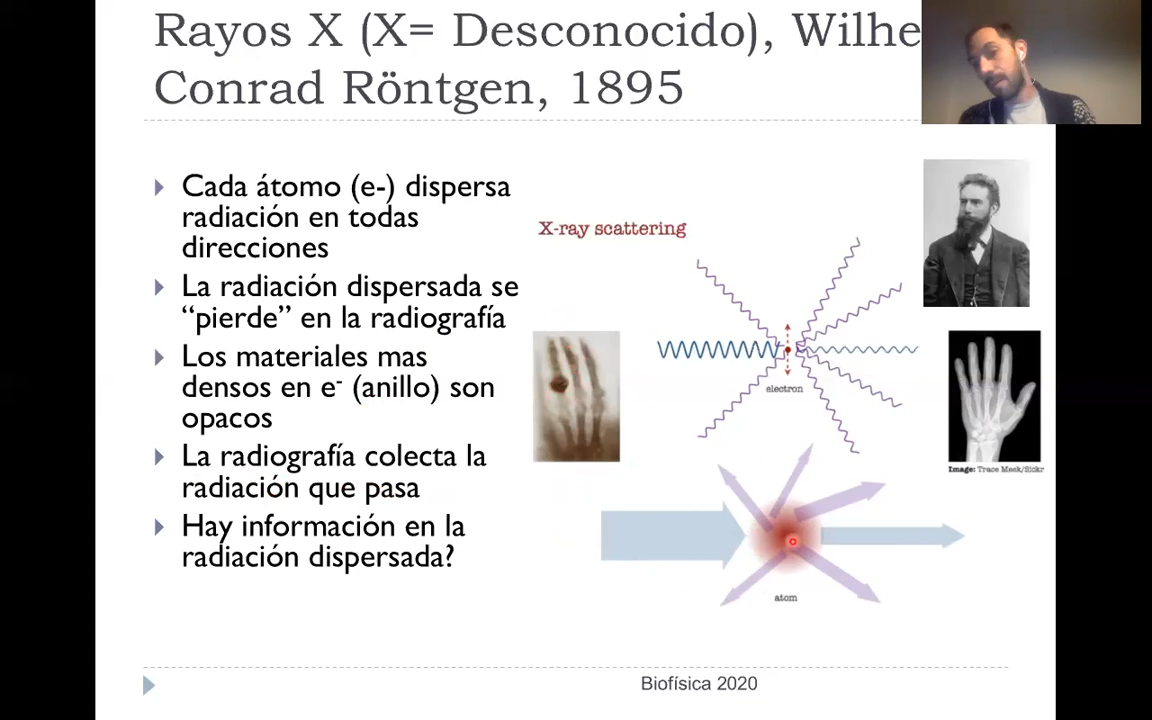 Rayos X (X= Desconocido), Wilhe
Conrad Röntgen, 1895
Cada átomo (e-) dispersa
radiación en todas
direcciones
La radiación dispersada se
“pierde” en la radiografía
Los materiales mas
densos en e- (anillo) son
opacos
La radiografía colecta la
radiación que pasa
Hay información en la
radiación dispersada?
X-ray scattering
electron
Image: Trace Meek/flickr
atom
Biofísica 2020